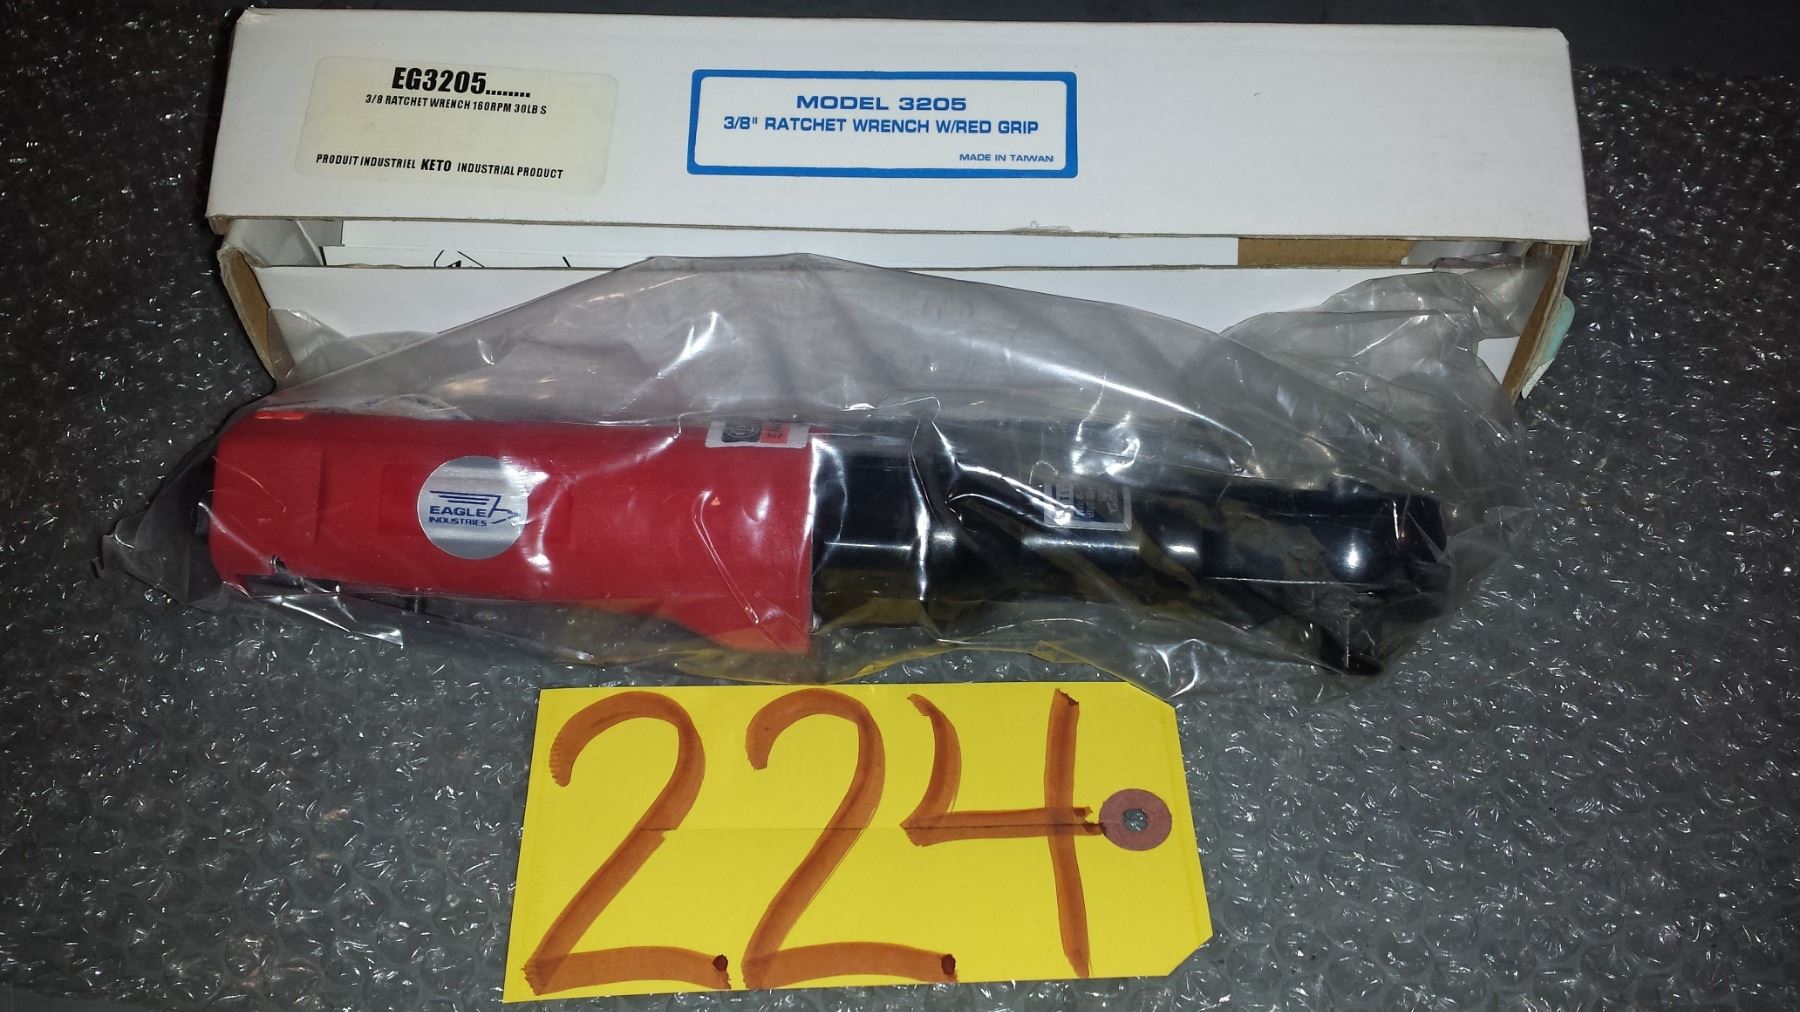 EG3205........
3/8 RATCHET WRENCH 160RPM 30LB S
PRODUIT INDUSTRIEL KETO INDUSTRIAL PRODUCT
MODEL 3205
3/8" RATCHET WRENCH W/RED GRIP
MADE IN TAIWAN
EAGLE
INDUSTRIES
224